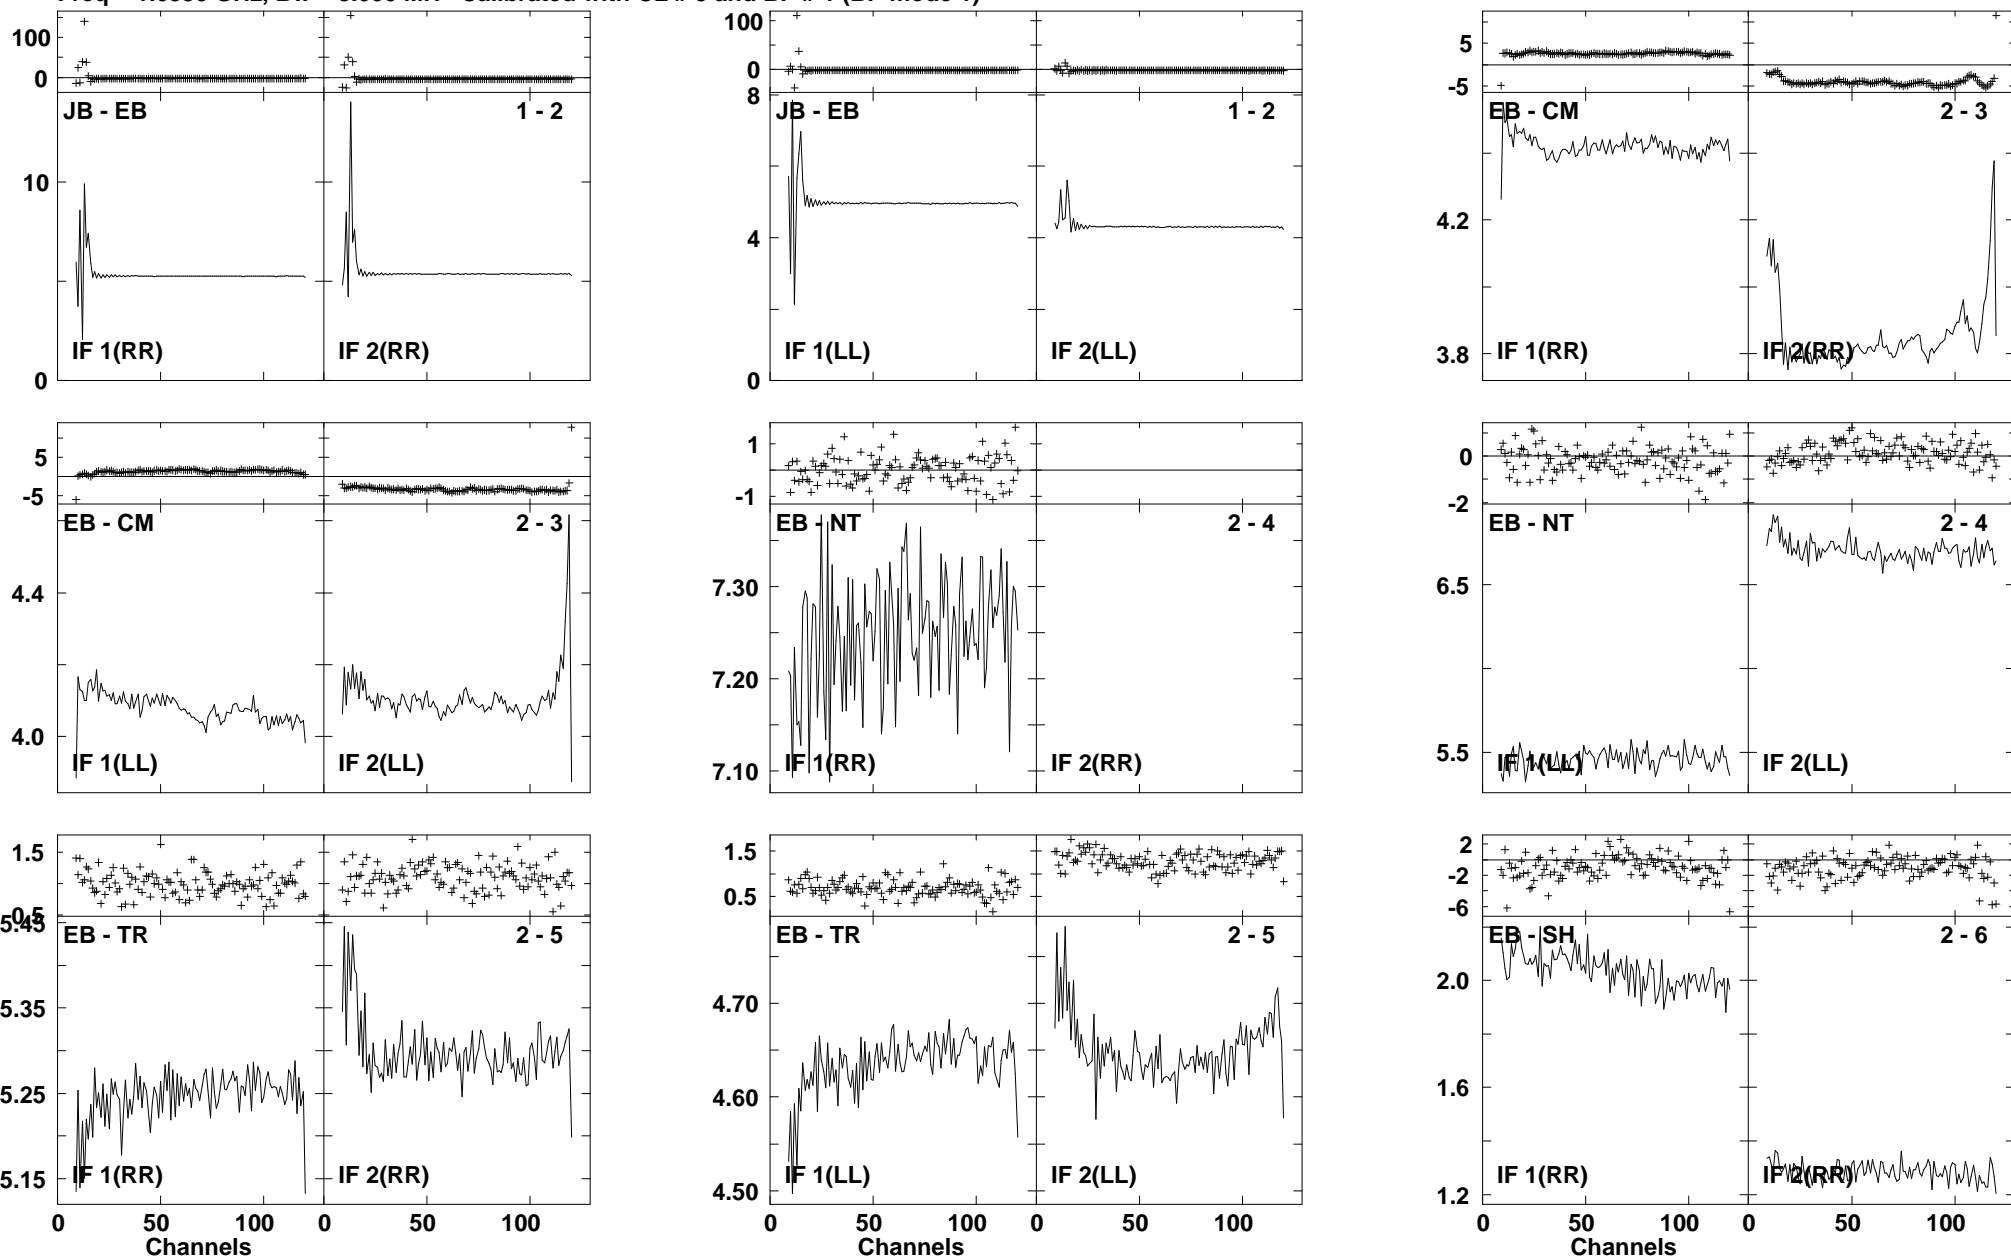 100
0
100
0
5
-5
JB - EB
1 - 2
8
JB - EB
1 - 2
EB - CM
2 - 3
10
4
4.2
3.8
IF 1(RR)
IF 2(RR)
IF 1(LL)
IF 2(LL)
IF 1(RR)
IF 2(RR)
0
0
5
-5
1
-1
0
-2
EB - CM
2 - 3
EB - NT
2 - 4
EB - NT
2 - 4
4.4
7.30
6.5
7.20
4.0
5.5
IF 1(LL)
IF 2(LL)
IF 1(RR)
IF 2(RR)
IF 1(LL)
IF 2(LL)
7.10
1.5
0.5
1.5
0.5
2
-2
-6
5.45
EB - TR
2 - 5
EB - TR
2 - 5
EB - SH
2 - 6
5.35
4.70
2.0
5.25
4.60
1.6
5.15
IF 1(RR)
IF 2(RR)
IF 1(LL)
IF 2(LL)
IF 1(RR)
IF 2(RR)
4.50
1.2
0 50 100 0 50 100
0 50 100 0 50 100
0 50 100 0 50 100
Channels
Channels
Channels